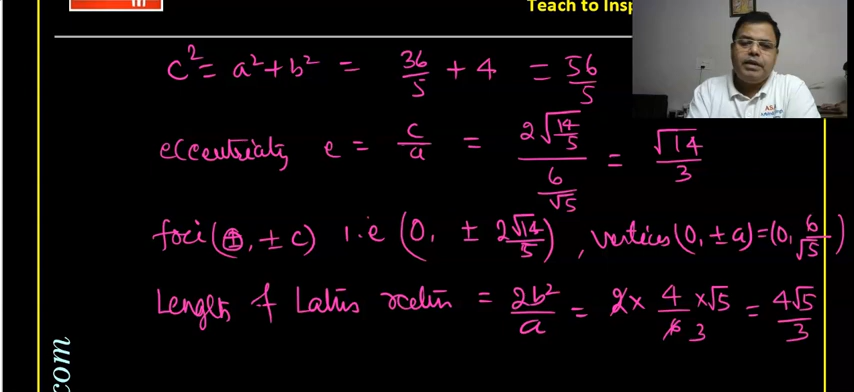 Teach to Insp
c² = a² + b² = 36/5 + 4 = 56/5
eccentricity e = c/a = (2√(14/5))/(6/√5) = √14/3
foci (0, ± c) i.e (0, ± 2√(14/5)), vertices (0, ± a) = (0, 6/√5)
Length of Latus rectum = 2b²/a = 2 × 4/6 3 × √5 = 4√5/3
.com